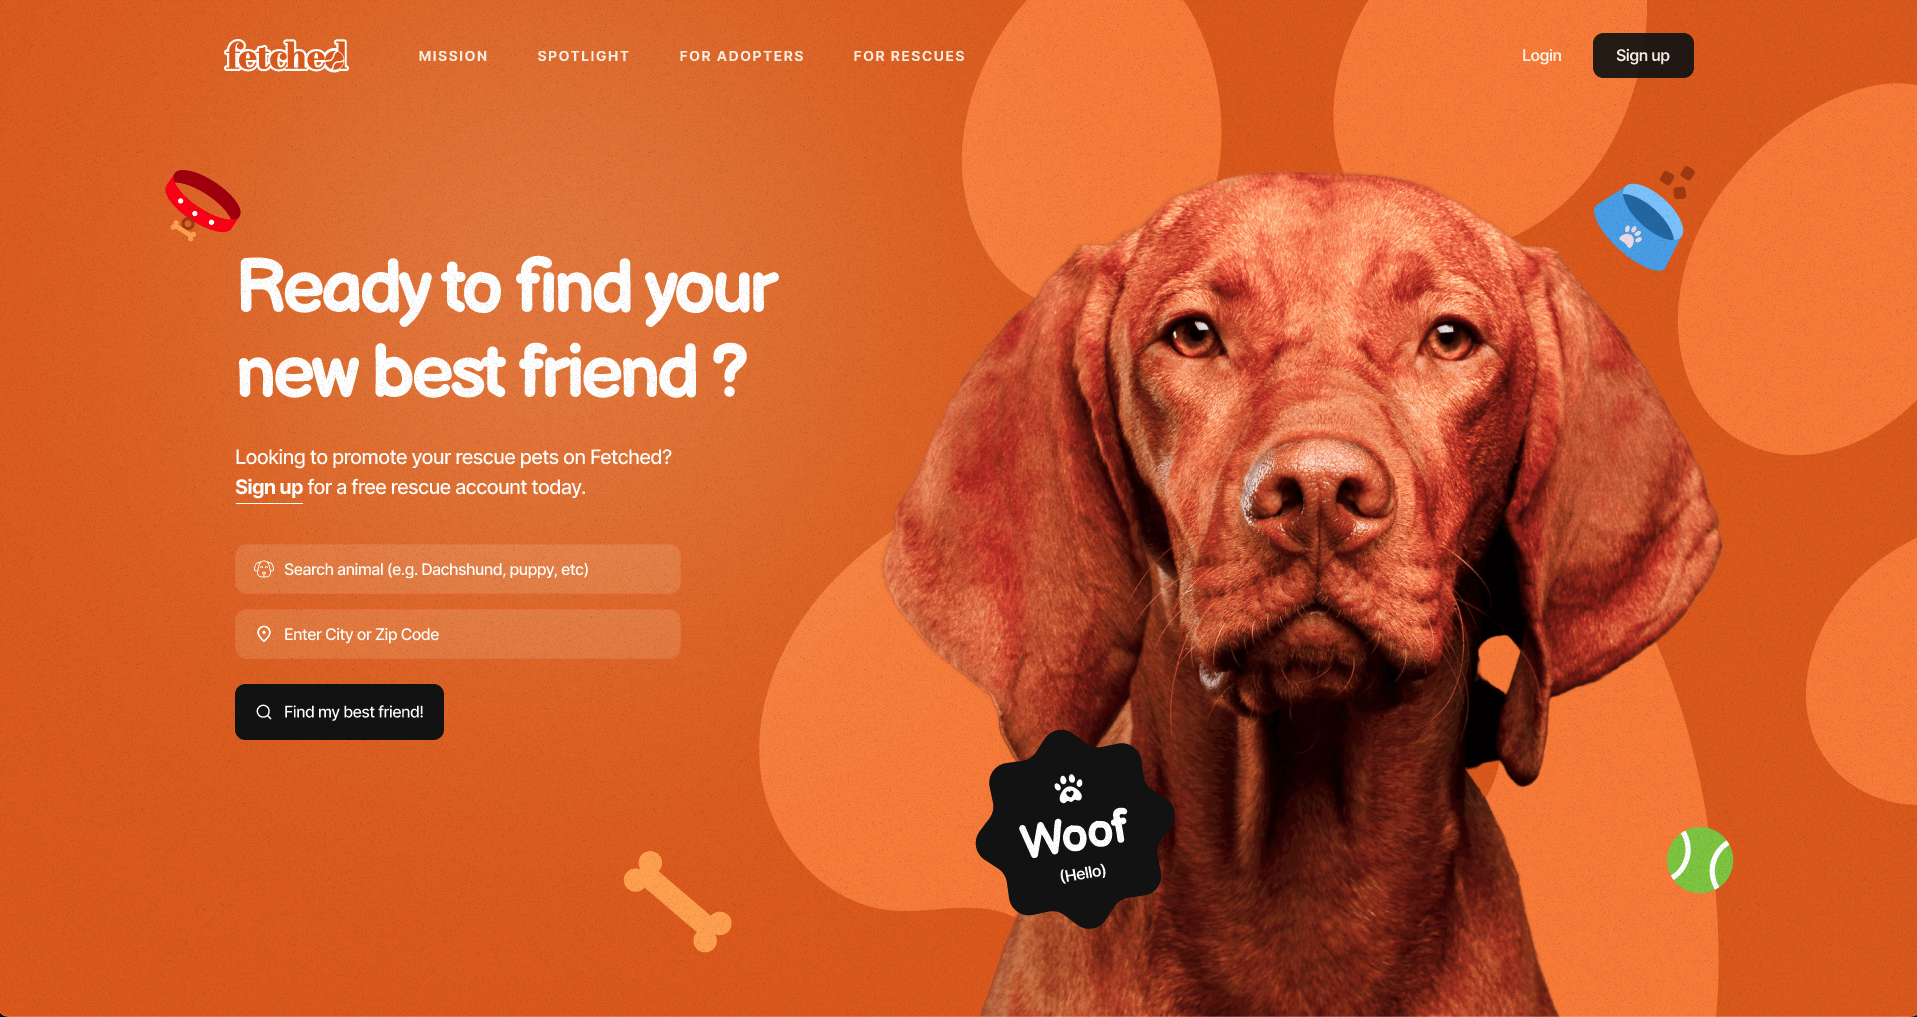 fetched
MISSION
SPOTLIGHT
FOR ADOPTERS
FOR RESCUES
Login
Sign up
Ready to find your
new best friend ?
Looking to promote your rescue pets on Fetched?
Sign up for a free rescue account today.
Search animal (e.g. Dachshund, puppy, etc)
Enter City or Zip Code
Find my best friend!
Woof
(Hello)